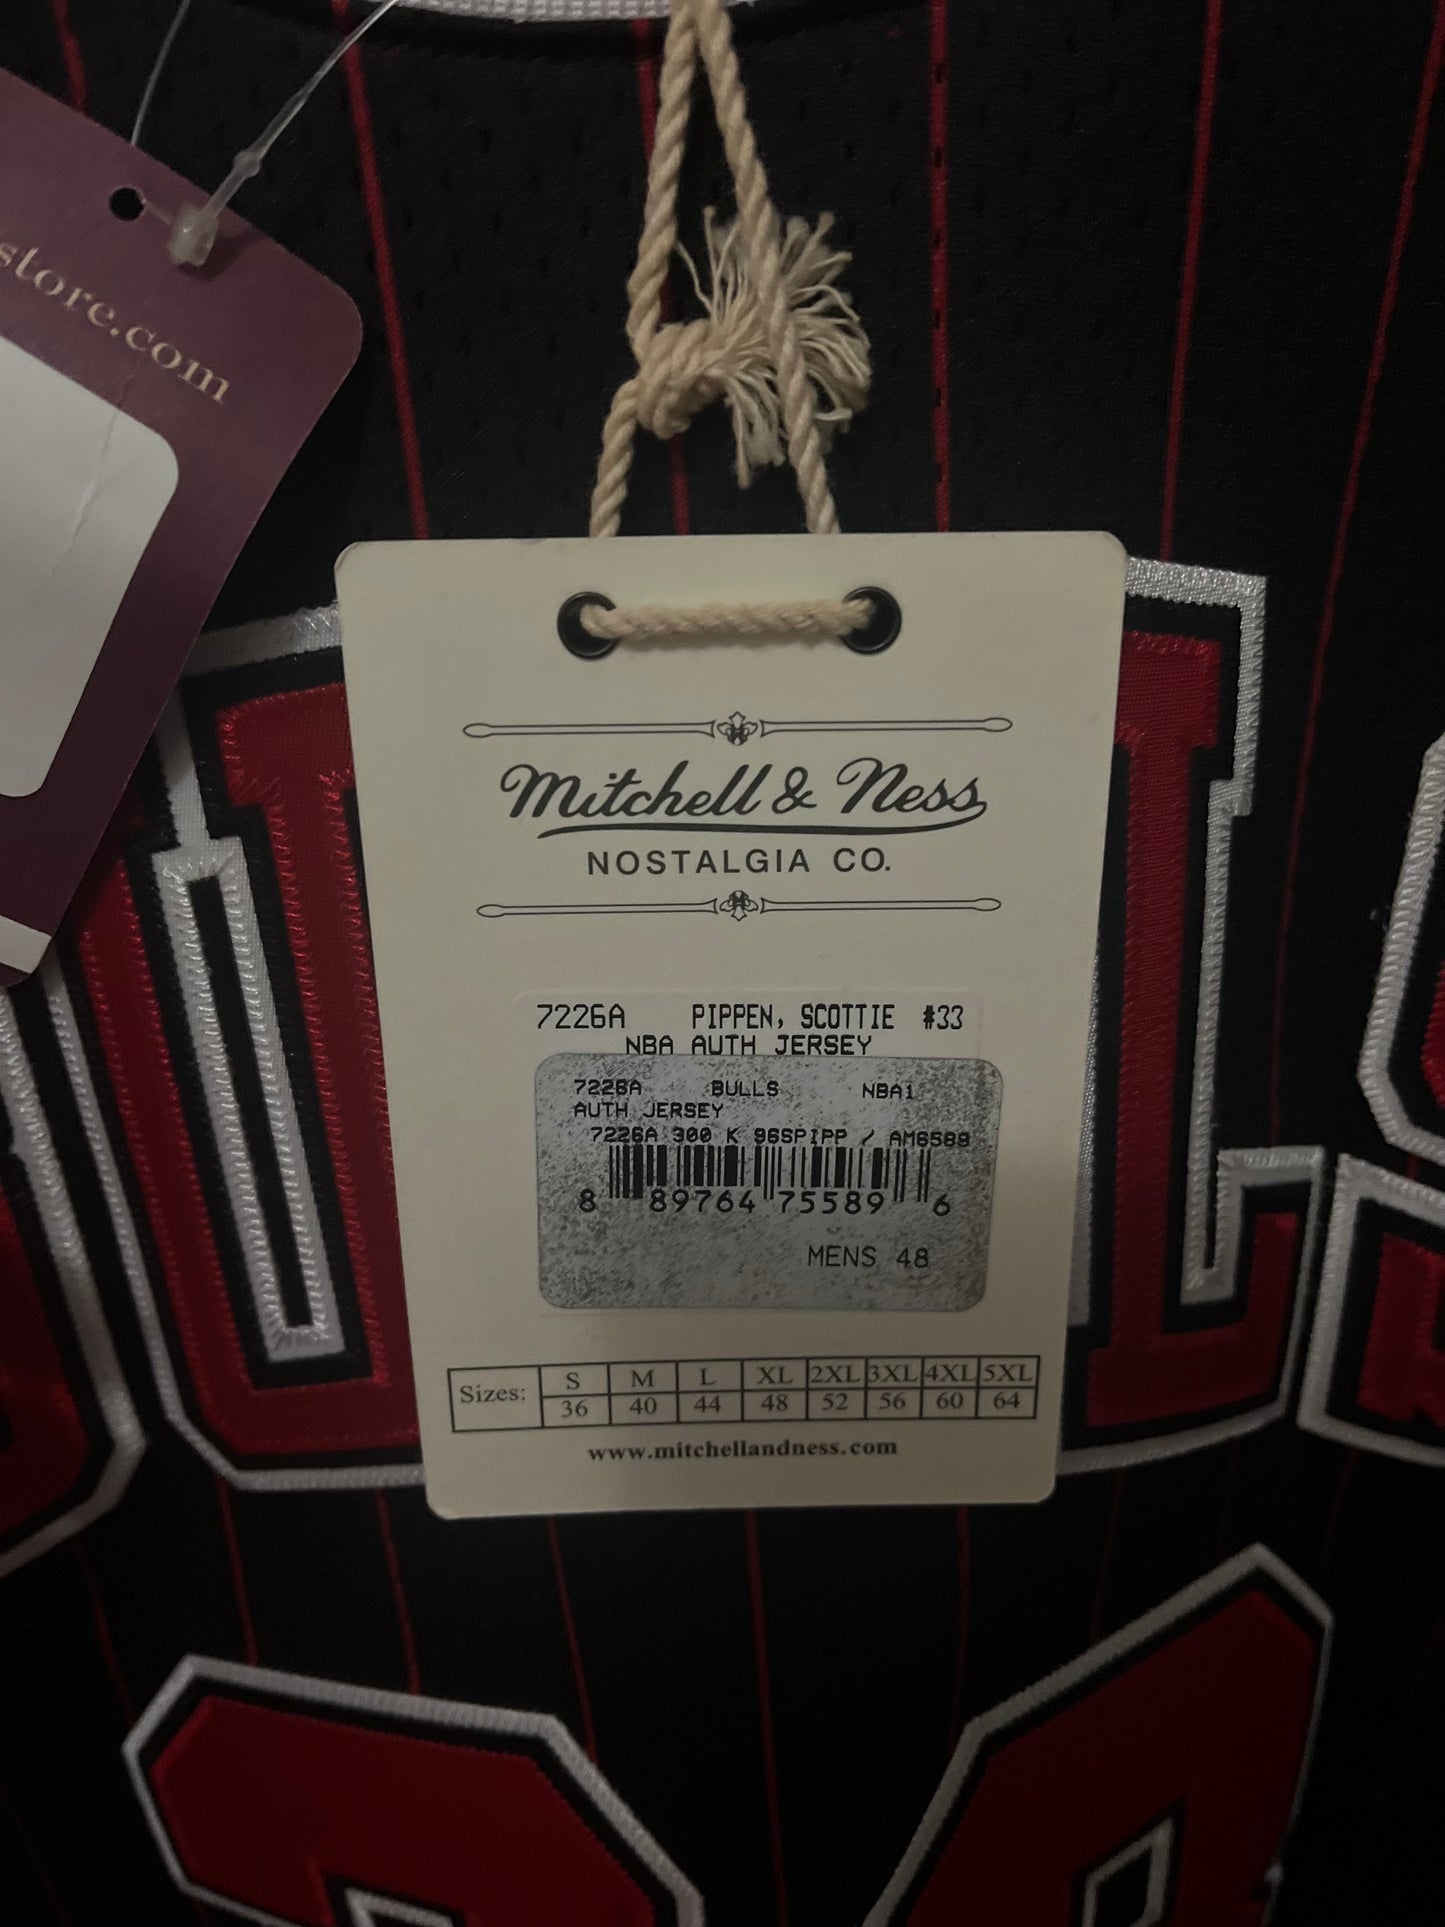 store.com
Mitchell & Ness
NOSTALGIA CO.
7226A PIPPEN, SCOTTIE #33
NBA AUTH JERSEY
7226A BULLS NBA1
AUTH JERSEY
7226A 300 K 96SPIPP / AM6589
8 89764 75589 6
MENS 48
Sizes: S M L XL 2XL 3XL 4XL 5XL
36 40 44 48 52 56 60 64
www.mitchellandness.com
UL